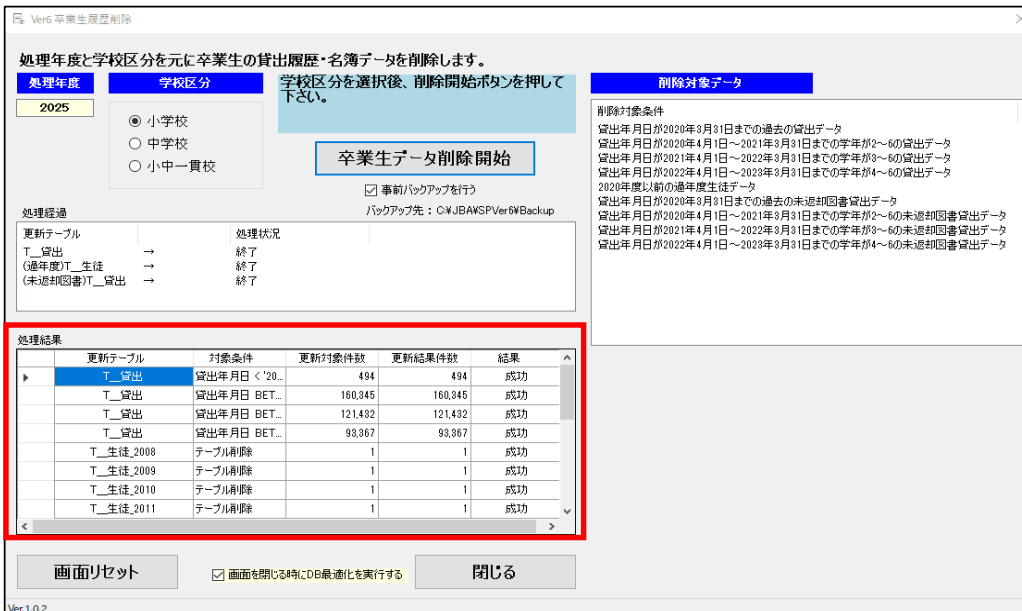 Ver6 卒業生履歴削除
処理年度と学校区分を元に卒業生の貸出履歴・名簿データを削除します。
処理年度
2025
学校区分
小学校
中学校
小中一貫校
学校区分を選択後、削除開始ボタンを押して
下さい。
卒業生データ削除開始
事前バックアップを行う
バックアップ先：C:¥JBA¥SPVer6¥Backup
処理経過
更新テーブル 処理状況
T__貸出 → 終了
(過年度)T__生徒 → 終了
(未返却図書)T__貸出 → 終了
削除対象データ
削除対象条件
貸出年月日が2020年3月31日までの過去の貸出データ
貸出年月日が2020年4月1日～2021年3月31日までの学年が2～6の貸出データ
貸出年月日が2021年4月1日～2022年3月31日までの学年が3～6の貸出データ
貸出年月日が2022年4月1日～2023年3月31日までの学年が4～6の貸出データ
2020年度以前の過年度生徒データ
貸出年月日が2020年3月31日までの過去の未返却図書貸出データ
貸出年月日が2020年4月1日～2021年3月31日までの学年が2～6の未返却図書貸出データ
貸出年月日が2021年4月1日～2022年3月31日までの学年が3～6の未返却図書貸出データ
貸出年月日が2022年4月1日～2023年3月31日までの学年が4～6の未返却図書貸出データ
処理結果
更新テーブル 対象条件 更新対象件数 更新結果件数 結果
T__貸出 貸出年月日 < '20... 494 494 成功
T__貸出 貸出年月日 BET... 160,345 160,345 成功
T__貸出 貸出年月日 BET... 121,432 121,432 成功
T__貸出 貸出年月日 BET... 93,367 93,367 成功
T__生徒_2008 テーブル削除 1 1 成功
T__生徒_2009 テーブル削除 1 1 成功
T__生徒_2010 テーブル削除 1 1 成功
T__生徒_2011 テーブル削除 1 1 成功
画面リセット
画面を閉じる時にDB最適化を実行する
閉じる
Ver.1.0.2